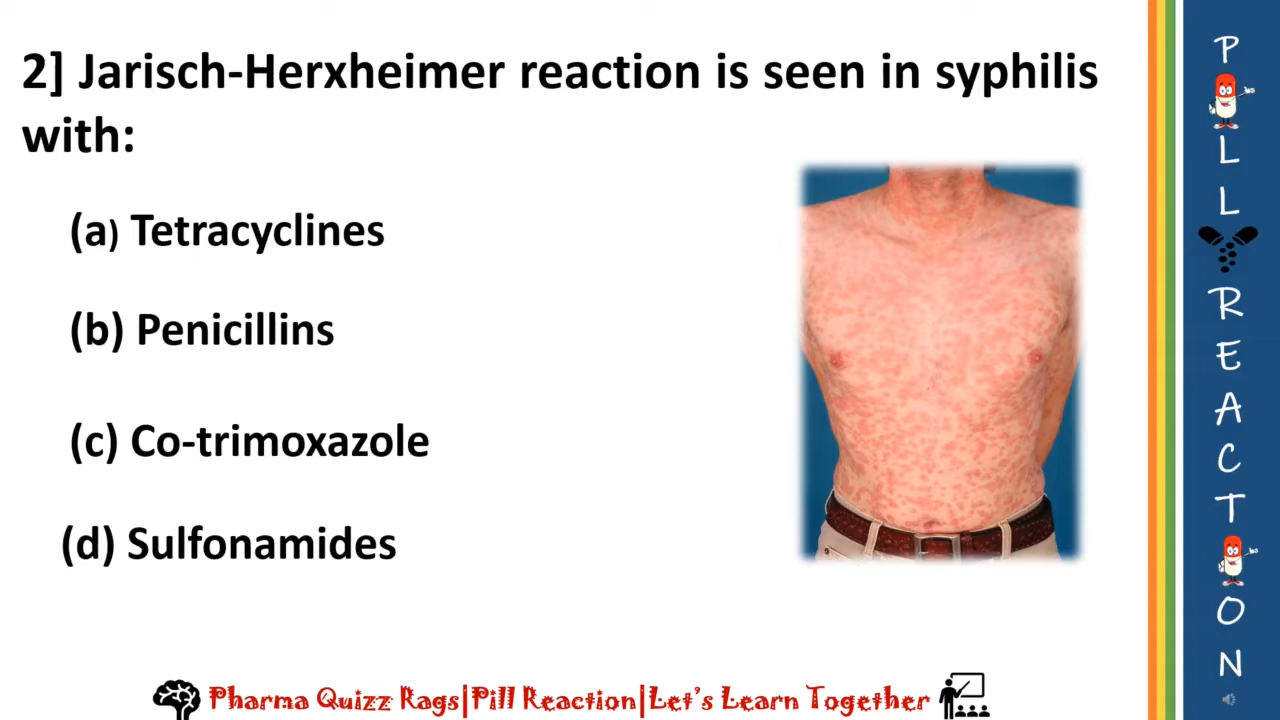 2] Jarisch-Herxheimer reaction is seen in syphilis
with:
(a) Tetracyclines
(b) Penicillins
(c) Co-trimoxazole
(d) Sulfonamides
Pharma Quizz Rags|Pill Reaction|Let's Learn Together
PILL REACTION